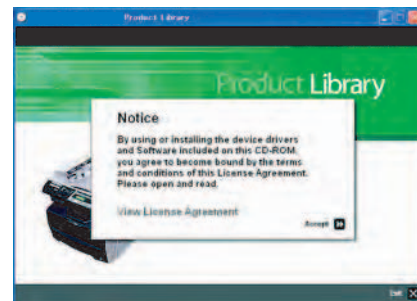 Product Library
Product Library
Notice
By using or installing the device drivers
and Software included on this CD-ROM,
you agree to become bound by the terms
and conditions of this License Agreement.
Please open and read.
View License Agreement
Accept
Exit